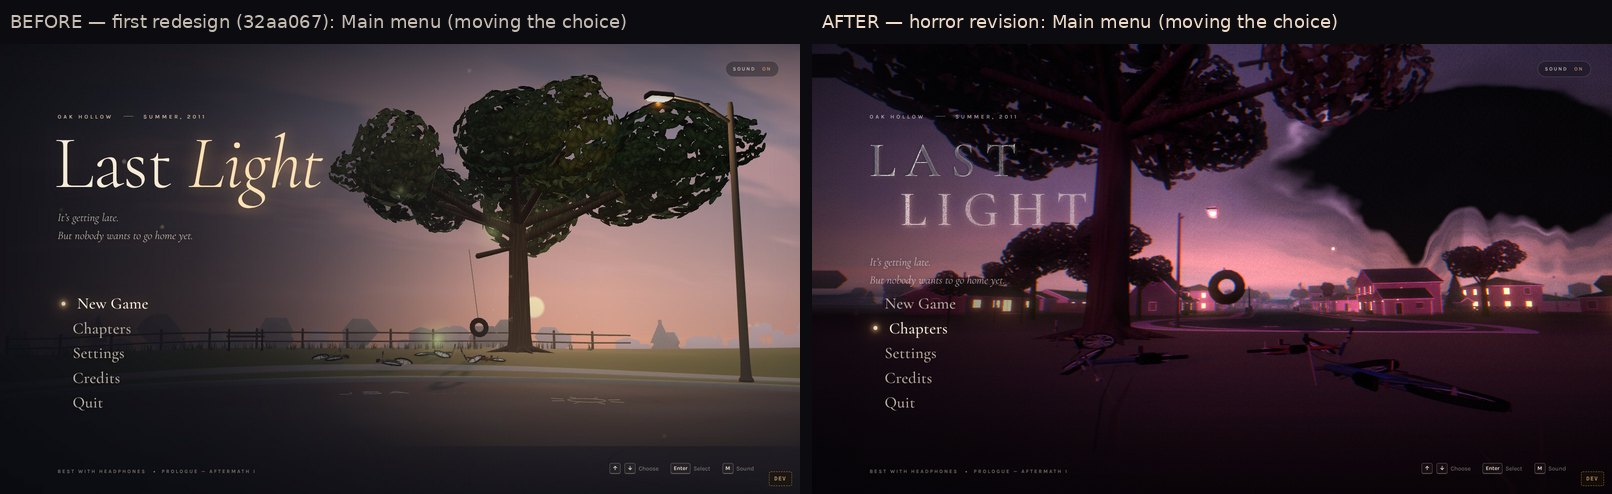 BEFORE — first redesign (32aa067): Main menu (moving the choice)
SOUND ON
OAK HOLLOW — SUMMER, 2011
Last Light
It's getting late.
But nobody wants to go home yet.
New Game
Chapters
Settings
Credits
Quit
BEST WITH HEADPHONES • PROLOGUE — AFTERMATH 1
↑ ↓ Choose Enter Select M Sound
DEV
AFTER — horror revision: Main menu (moving the choice)
SOUND ON
OAK HOLLOW — SUMMER, 2011
LAST
LIGHT
It's getting late.
But nobody wants to go home yet.
New Game
Chapters
Settings
Credits
Quit
BEST WITH HEADPHONES • PROLOGUE — AFTERMATH 1
↑ ↓ Choose Enter Select M Sound
DEV